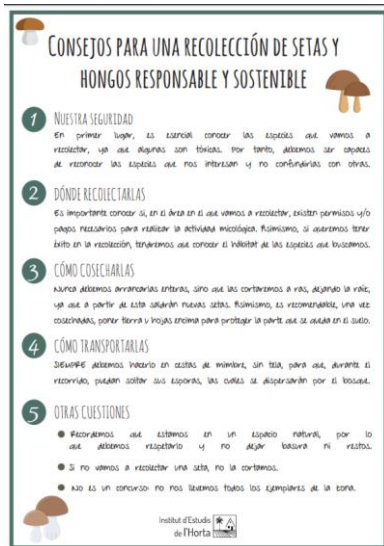 CONSEJOS PARA UNA RECOLECCIÓN DE SETAS Y
HONGOS RESPONSABLE Y SOSTENIBLE
1 NUESTRA SEGURIDAD
En primer lugar, es esencial conocer las especies que vamos a
recolectar, ya que algunas son tóxicas. Por tanto, debemos ser capaces
de reconocer las especies que nos interesan y no confundirlas con otras.
2 DÓNDE RECOLECTARLAS
Es importante conocer si, en el área en el que vamos a recolectar, existen permisos y/o
pagos necesarios para realizar la actividad micológica. Asimismo, si queremos tener
éxito en la recolección, tendremos que conocer el hábitat de las especies que buscamos.
3 CÓMO COSECHARLAS
Nunca debemos arrancarlas enteras, sino que las cortaremos a ras, dejando la raíz,
ya que a partir de esta saldrán nuevas setas. Asimismo, es recomendable, una vez
cosechadas, poner tierra u hojas encima para proteger la parte que se queda en el suelo.
4 CÓMO TRANSPORTARLAS
SIEMPRE debemos hacerlo en cestas de mimbre, sin tela, para que, durante el
recorrido, puedan soltar sus esporas, las cuales se dispersarán por el bosque.
5 OTRAS CUESTIONES
Recordemos que estamos en un espacio natural, por lo
que debemos respetarlo y no dejar basura ni restos.
Si no vamos a recolectar una seta, no la cortamos.
No es un concurso: no nos llevemos todos los ejemplares de la zona.
Institut d'Estudis
de l'Horta